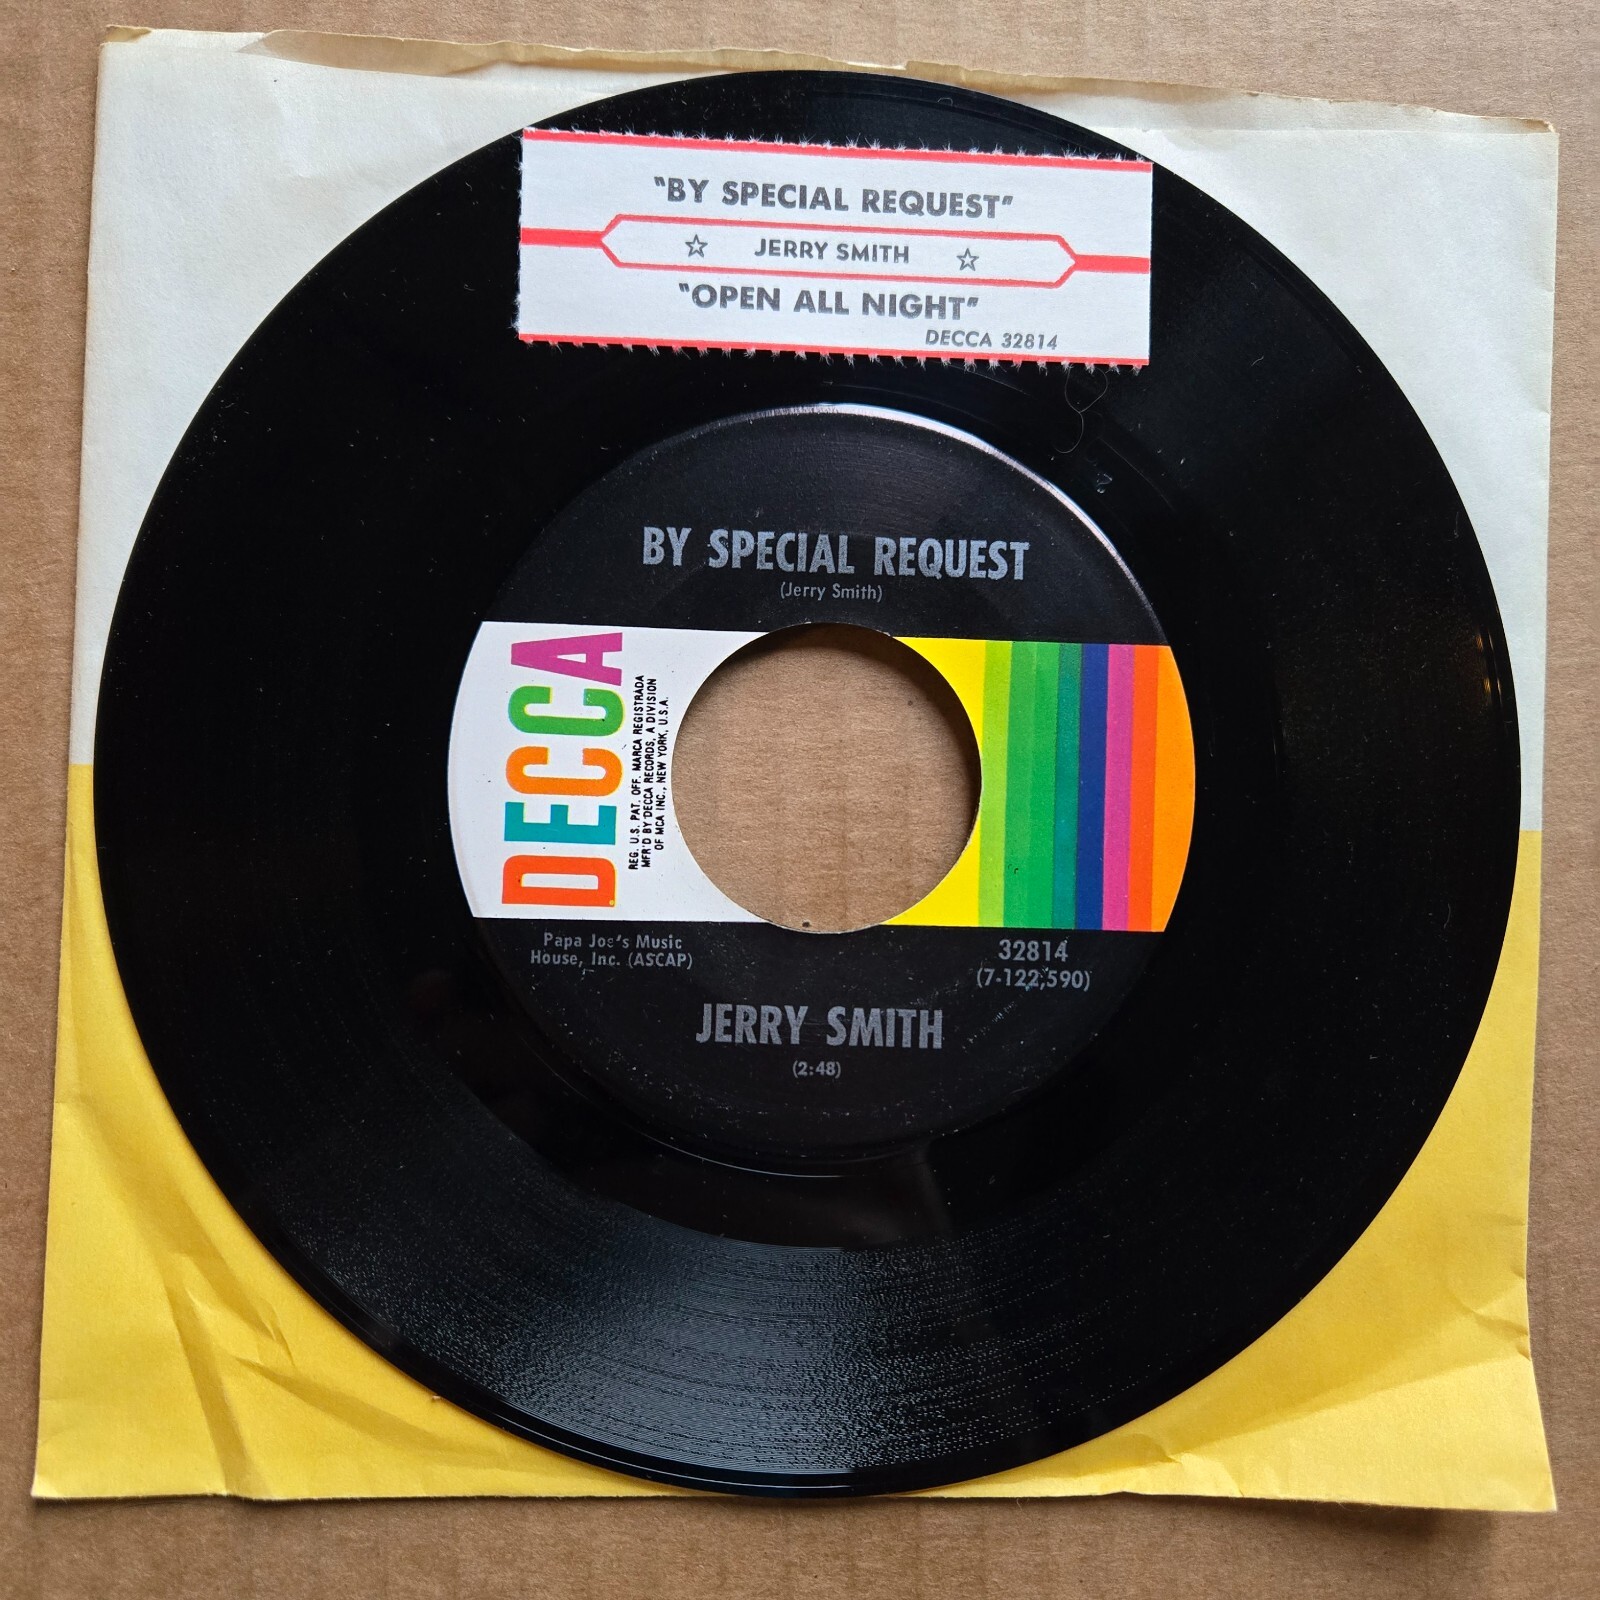 "BY SPECIAL REQUEST"
☆ JERRY SMITH ☆
"OPEN ALL NIGHT"
DECCA 32814
BY SPECIAL REQUEST
(Jerry Smith)
DECCA
REG. U.S. PAT. OFF. MARCA REGISTRADA
MFR'D BY DECCA RECORDS, A DIVISION
OF MCA INC., NEW YORK, U.S.A.
Papa Joe's Music
House, Inc. (ASCAP)
32814
(7-122,590)
JERRY SMITH
(2:48)